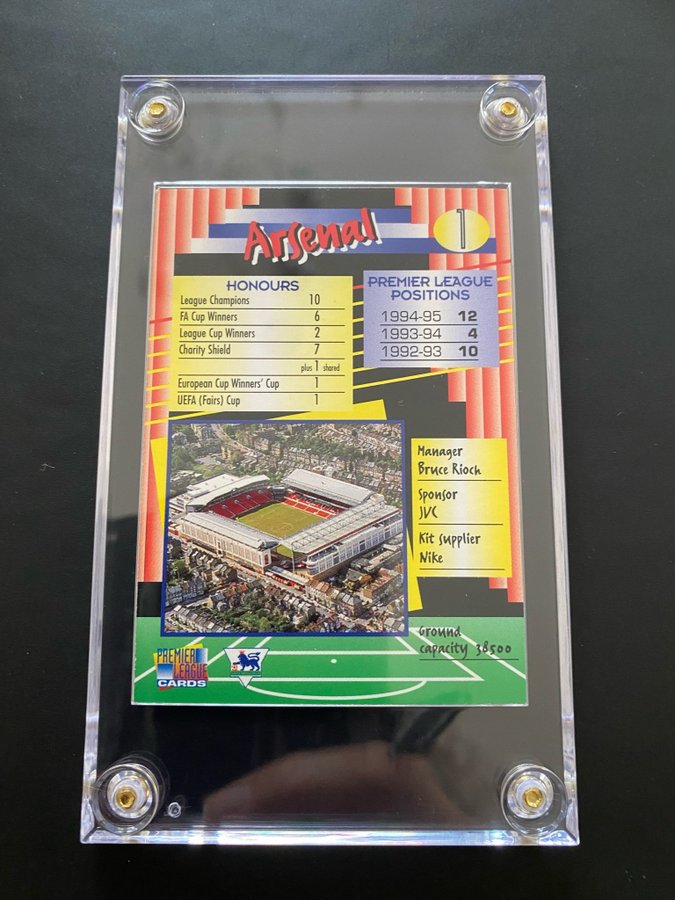 Arsenal
1
HONOURS
League Champions 10
FA Cup Winners 6
League Cup Winners 2
Charity Shield 7
plus 1 shared
European Cup Winners' Cup 1
UEFA (Fairs) Cup 1
PREMIER LEAGUE
POSITIONS
1994-95 12
1993-94 4
1992-93 10
Manager
Bruce Rioch
Sponsor
JVC
Kit supplier
Nike
Ground
capacity 38500
PREMIER
LEAGUE
CARDS